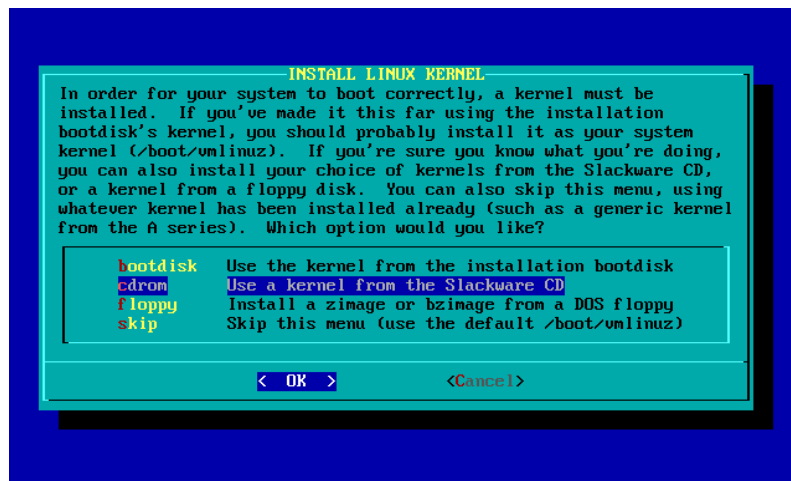 INSTALL LINUX KERNEL
In order for your system to boot correctly, a kernel must be
installed.  If you've made it this far using the installation
bootdisk's kernel, you should probably install it as your system
kernel (/boot/vmlinuz).  If you're sure you know what you're doing,
you can also install your choice of kernels from the Slackware CD,
or a kernel from a floppy disk.  You can also skip this menu, using
whatever kernel has been installed already (such as a generic kernel
from the A series).  Which option would you like?
bootdisk  Use the kernel from the installation bootdisk
cdrom     Use a kernel from the Slackware CD
floppy    Install a zimage or bzimage from a DOS floppy
skip      Skip this menu (use the default /boot/vmlinuz)
<  OK  >  <Cancel>